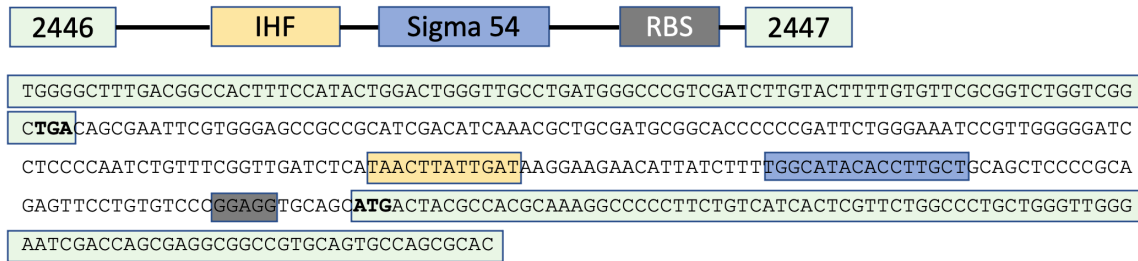 2446 IHF Sigma 54 RBS 2447
TGGGGCTTTGACGGCCACTTTCCATACTGGACTGGGTTGCCTGATGGGCCCGTCGATCTTGTACTTTTGTGTTCGCGGTCTGGTCGG
CTGACAGCGAATTCGTGGGAGCCGCCGCATCGACATCAAACGCTGCGATGCGGCACCCCCCGATTCTGGGAAATCCGTTGGGGGATC
CTCCCCAATCTGTTTCGGTTGATCTCATAACTTATTGATAAGGAAGAACATTATCTTTTGGCATACACCTTGCTGCAGCTCCCCGCA
GAGTTCCTGTGTCCCGGAGGTGCAGCATGACTACGCCACGCAAAGGCCCCCTTCTGTCATCACTCGTTCTGGCCCTGCTGGGTTGGG
AATCGACCAGCGAGGCGGCCGTGCAGTGCCAGCGCAC